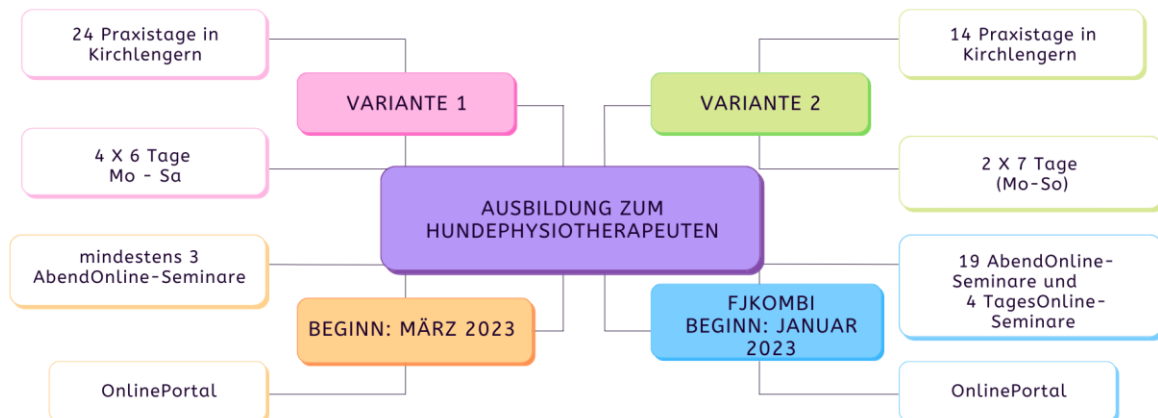 24 Praxistage in
Kirchlengern
VARIANTE 1
4 X 6 Tage
Mo - Sa
14 Praxistage in
Kirchlengern
VARIANTE 2
2 X 7 Tage
(Mo-So)
AUSBILDUNG ZUM
HUNDEPHYSIOTHERAPEUTEN
mindestens 3
AbendOnline-Seminare
BEGINN: MÄRZ 2023
OnlinePortal
19 AbendOnline-
Seminare und
4 TagesOnline-
Seminare
FJKOMBI
BEGINN: JANUAR
2023
OnlinePortal